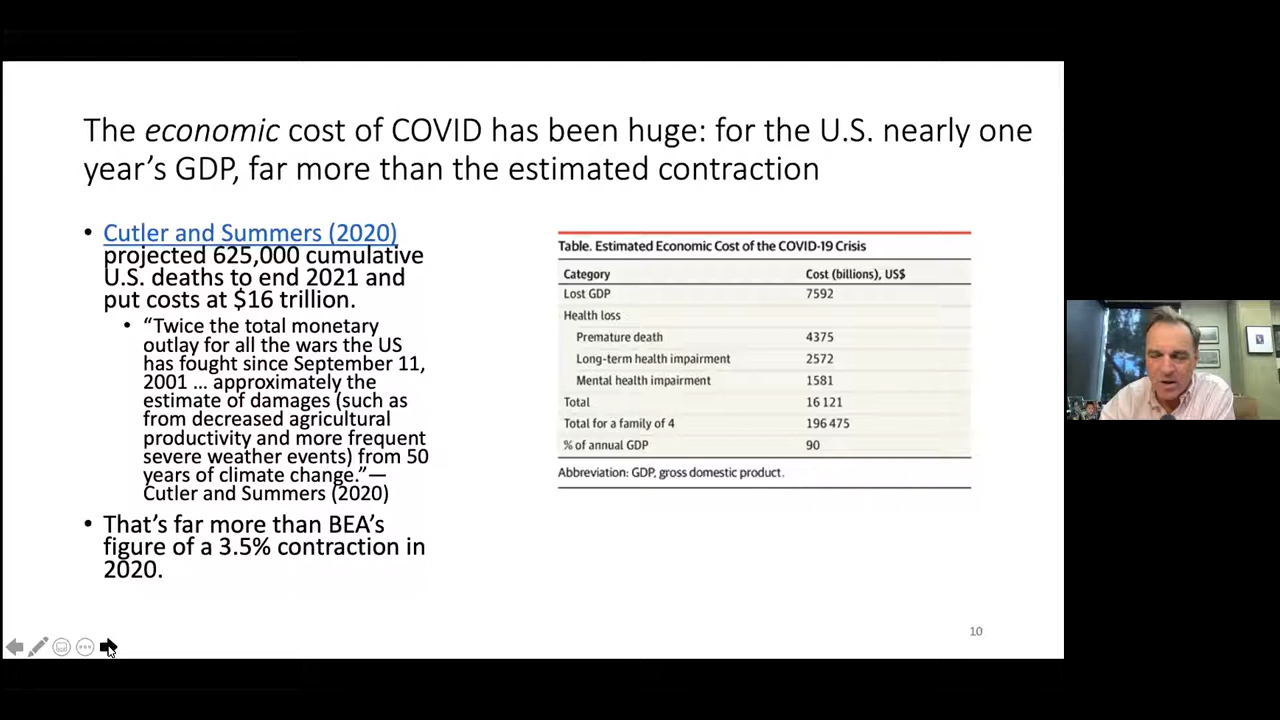 The economic cost of COVID has been huge: for the U.S. nearly one
year’s GDP, far more than the estimated contraction
• Cutler and Summers (2020)
projected 625,000 cumulative
U.S. deaths to end 2021 and
put costs at $16 trillion.
• “Twice the total monetary
outlay for all the wars the US
has fought since September 11,
2001 … approximately the
estimate of damages (such as
from decreased agricultural
productivity and more frequent
severe weather events) from 50
years of climate change.”—
Cutler and Summers (2020)
• That’s far more than BEA’s
figure of a 3.5% contraction in
2020.
Table. Estimated Economic Cost of the COVID-19 Crisis
Category Cost (billions), US$
Lost GDP 7592
Health loss
Premature death 4375
Long-term health impairment 2572
Mental health impairment 1581
Total 16 121
Total for a family of 4 196 475
% of annual GDP 90
Abbreviation: GDP, gross domestic product.
10